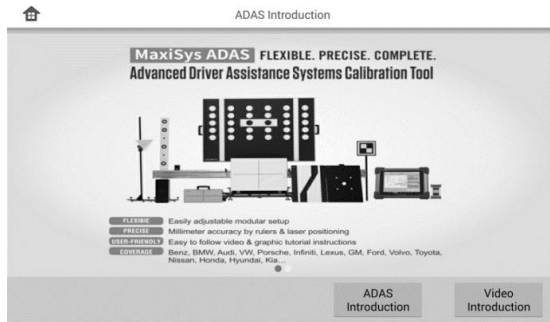 ADAS Introduction
MaxiSys ADAS FLEXIBLE. PRECISE. COMPLETE.
Advanced Driver Assistance Systems Calibration Tool
FLEXIBLE Easily adjustable modular setup
PRECISE Millimeter accuracy by rulers & laser positioning
USER-FRIENDLY Easy to follow video & graphic tutorial instructions
COVERAGE Benz, BMW, Audi, VW, Porsche, Infiniti, Lexus, GM, Ford, Volvo, Toyota,
Nissan, Honda, Hyundai, Kia...
ADAS
Introduction
Video
Introduction